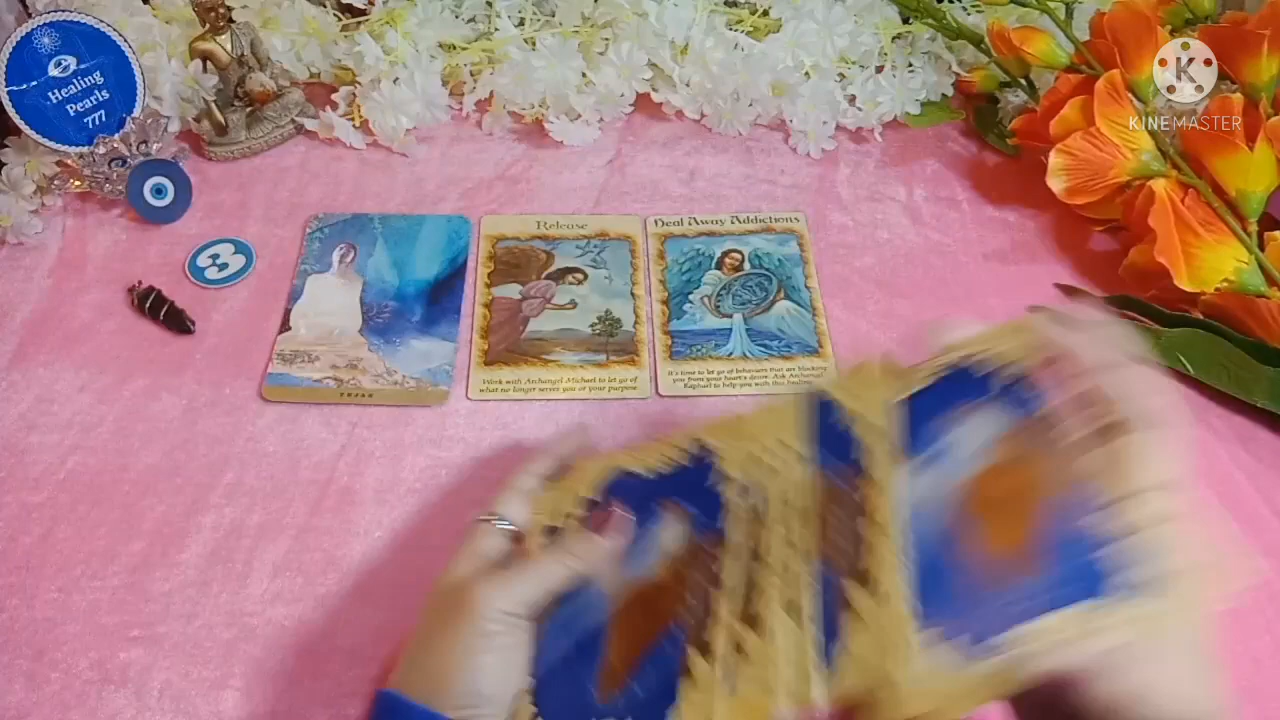 Healing
Pearls
777
K
KINEMASTER
3
Release
Heal Away Addictions
Work with Archangel Michael to let go of
what no longer serves you or your purpose.
It's time to let go of behaviors that are blocking
you from your heart's desire. Ask Archangel
Raphael to help you with this healing.